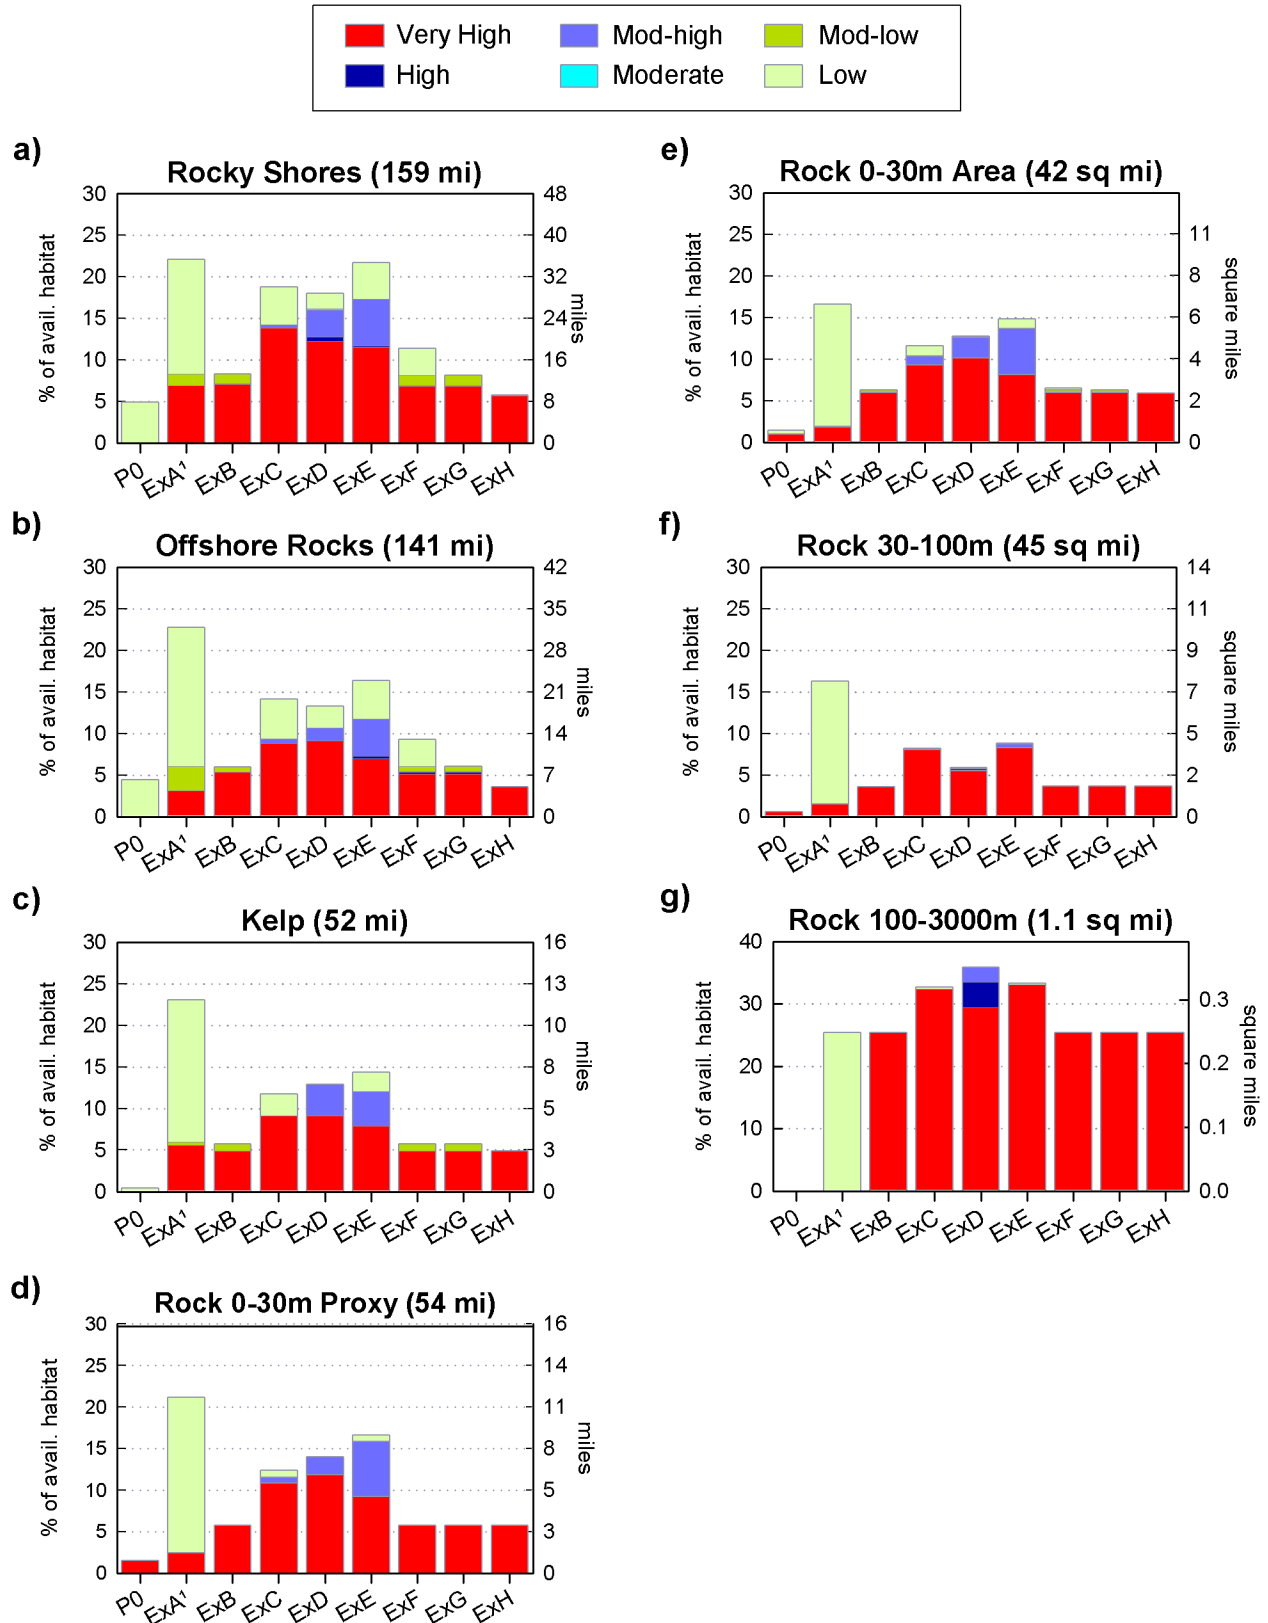 Very High
Mod-high
Mod-low
High
Moderate
Low
a)
Rocky Shores (159 mi)
% of avail. habitat
30
25
20
15
10
5
0
48
40
32
24
16
8
0
miles
P0 ExA¹ ExB ExC ExD ExE ExF ExG ExH
b)
Offshore Rocks (141 mi)
% of avail. habitat
30
25
20
15
10
5
0
42
35
28
21
14
7
0
miles
P0 ExA¹ ExB ExC ExD ExE ExF ExG ExH
c)
Kelp (52 mi)
% of avail. habitat
30
25
20
15
10
5
0
16
13
10
8
5
3
0
miles
P0 ExA¹ ExB ExC ExD ExE ExF ExG ExH
d)
Rock 0-30m Proxy (54 mi)
% of avail. habitat
30
25
20
15
10
5
0
16
14
11
8
5
3
0
miles
P0 ExA¹ ExB ExC ExD ExE ExF ExG ExH
e)
Rock 0-30m Area (42 sq mi)
% of avail. habitat
30
25
20
15
10
5
0
11
8
6
4
2
0
square miles
P0 ExA¹ ExB ExC ExD ExE ExF ExG ExH
f)
Rock 30-100m (45 sq mi)
% of avail. habitat
30
25
20
15
10
5
0
14
11
9
7
5
2
0
square miles
P0 ExA¹ ExB ExC ExD ExE ExF ExG ExH
g)
Rock 100-3000m (1.1 sq mi)
% of avail. habitat
40
30
20
10
0
0.3
0.2
0.1
0.0
square miles
P0 ExA¹ ExB ExC ExD ExE ExF ExG ExH